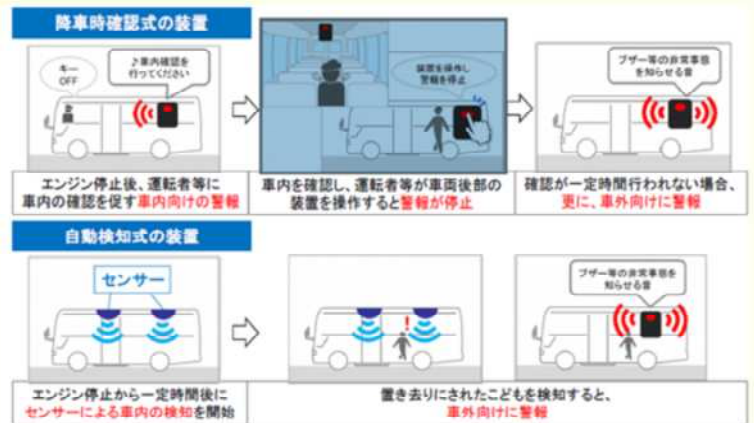 降車時確認式の装置
キー
OFF
♪車内確認を
行ってください
装置を操作し
警報を停止
ブザー等の非常事態
を知らせる音
エンジン停止後、運転者等に
車内の確認を促す車内向けの警報
車内を確認し、運転者等が車両後部の
装置を操作すると警報が停止
確認が一定時間行われない場合、
更に、車外向けに警報
自動検知式の装置
センサー
!
ブザー等の非常事態を
知らせる音
エンジン停止から一定時間後に
センサーによる車内の検知を開始
置き去りにされたこどもを検知すると、
車外向けに警報